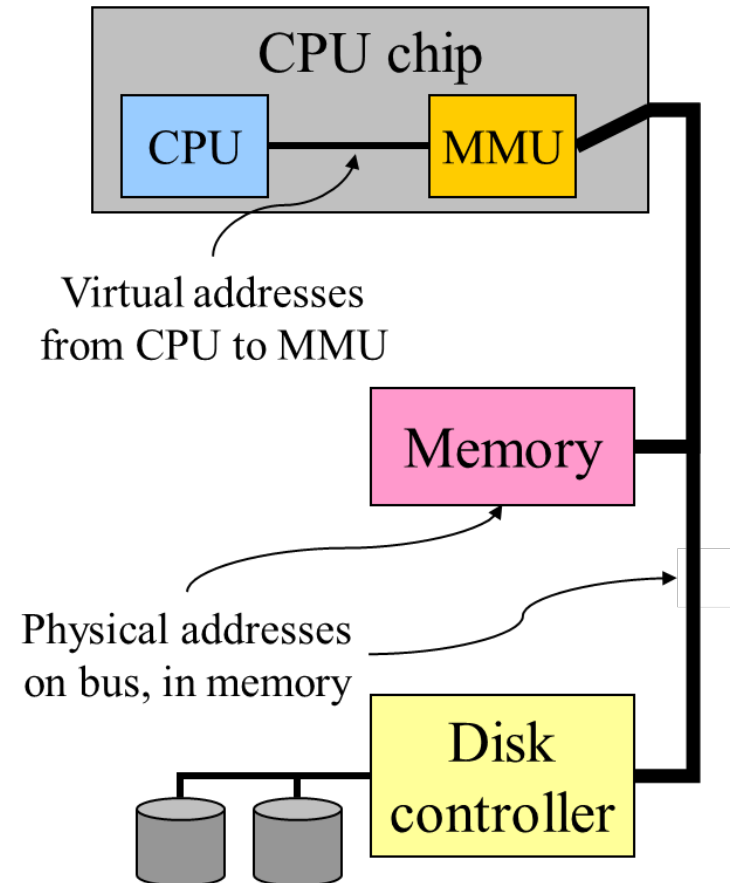 CPU chip
CPU
MMU
Virtual addresses
from CPU to MMU
Memory
Physical addresses
on bus, in memory
Disk
controller